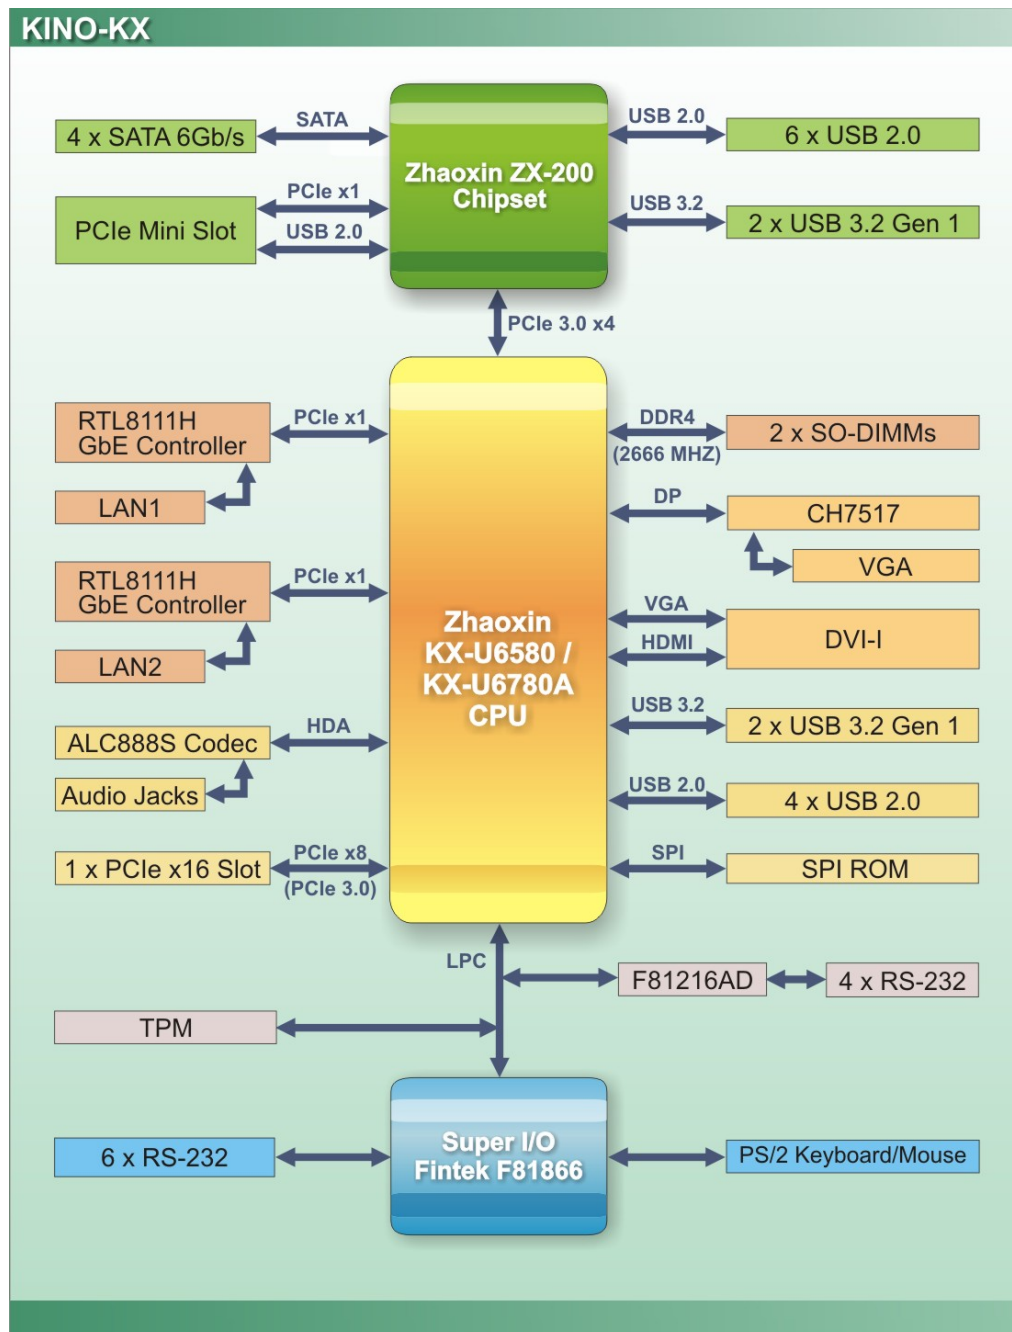 KINO-KX
4 x SATA 6Gb/s
SATA
PCIe Mini Slot
PCIe x1
USB 2.0
Zhaoxin ZX-200
Chipset
USB 2.0
6 x USB 2.0
USB 3.2
2 x USB 3.2 Gen 1
PCIe 3.0 x4
RTL8111H
GbE Controller
PCIe x1
LAN1
RTL8111H
GbE Controller
PCIe x1
LAN2
ALC888S Codec
HDA
Audio Jacks
1 x PCIe x16 Slot
PCIe x8
(PCIe 3.0)
Zhaoxin
KX-U6580 /
KX-U6780A
CPU
DDR4
(2666 MHZ)
2 x SO-DIMMs
DP
CH7517
VGA
VGA
HDMI
DVI-I
USB 3.2
2 x USB 3.2 Gen 1
USB 2.0
4 x USB 2.0
SPI
SPI ROM
LPC
F81216AD
4 x RS-232
TPM
6 x RS-232
Super I/O
Fintek F81866
PS/2 Keyboard/Mouse